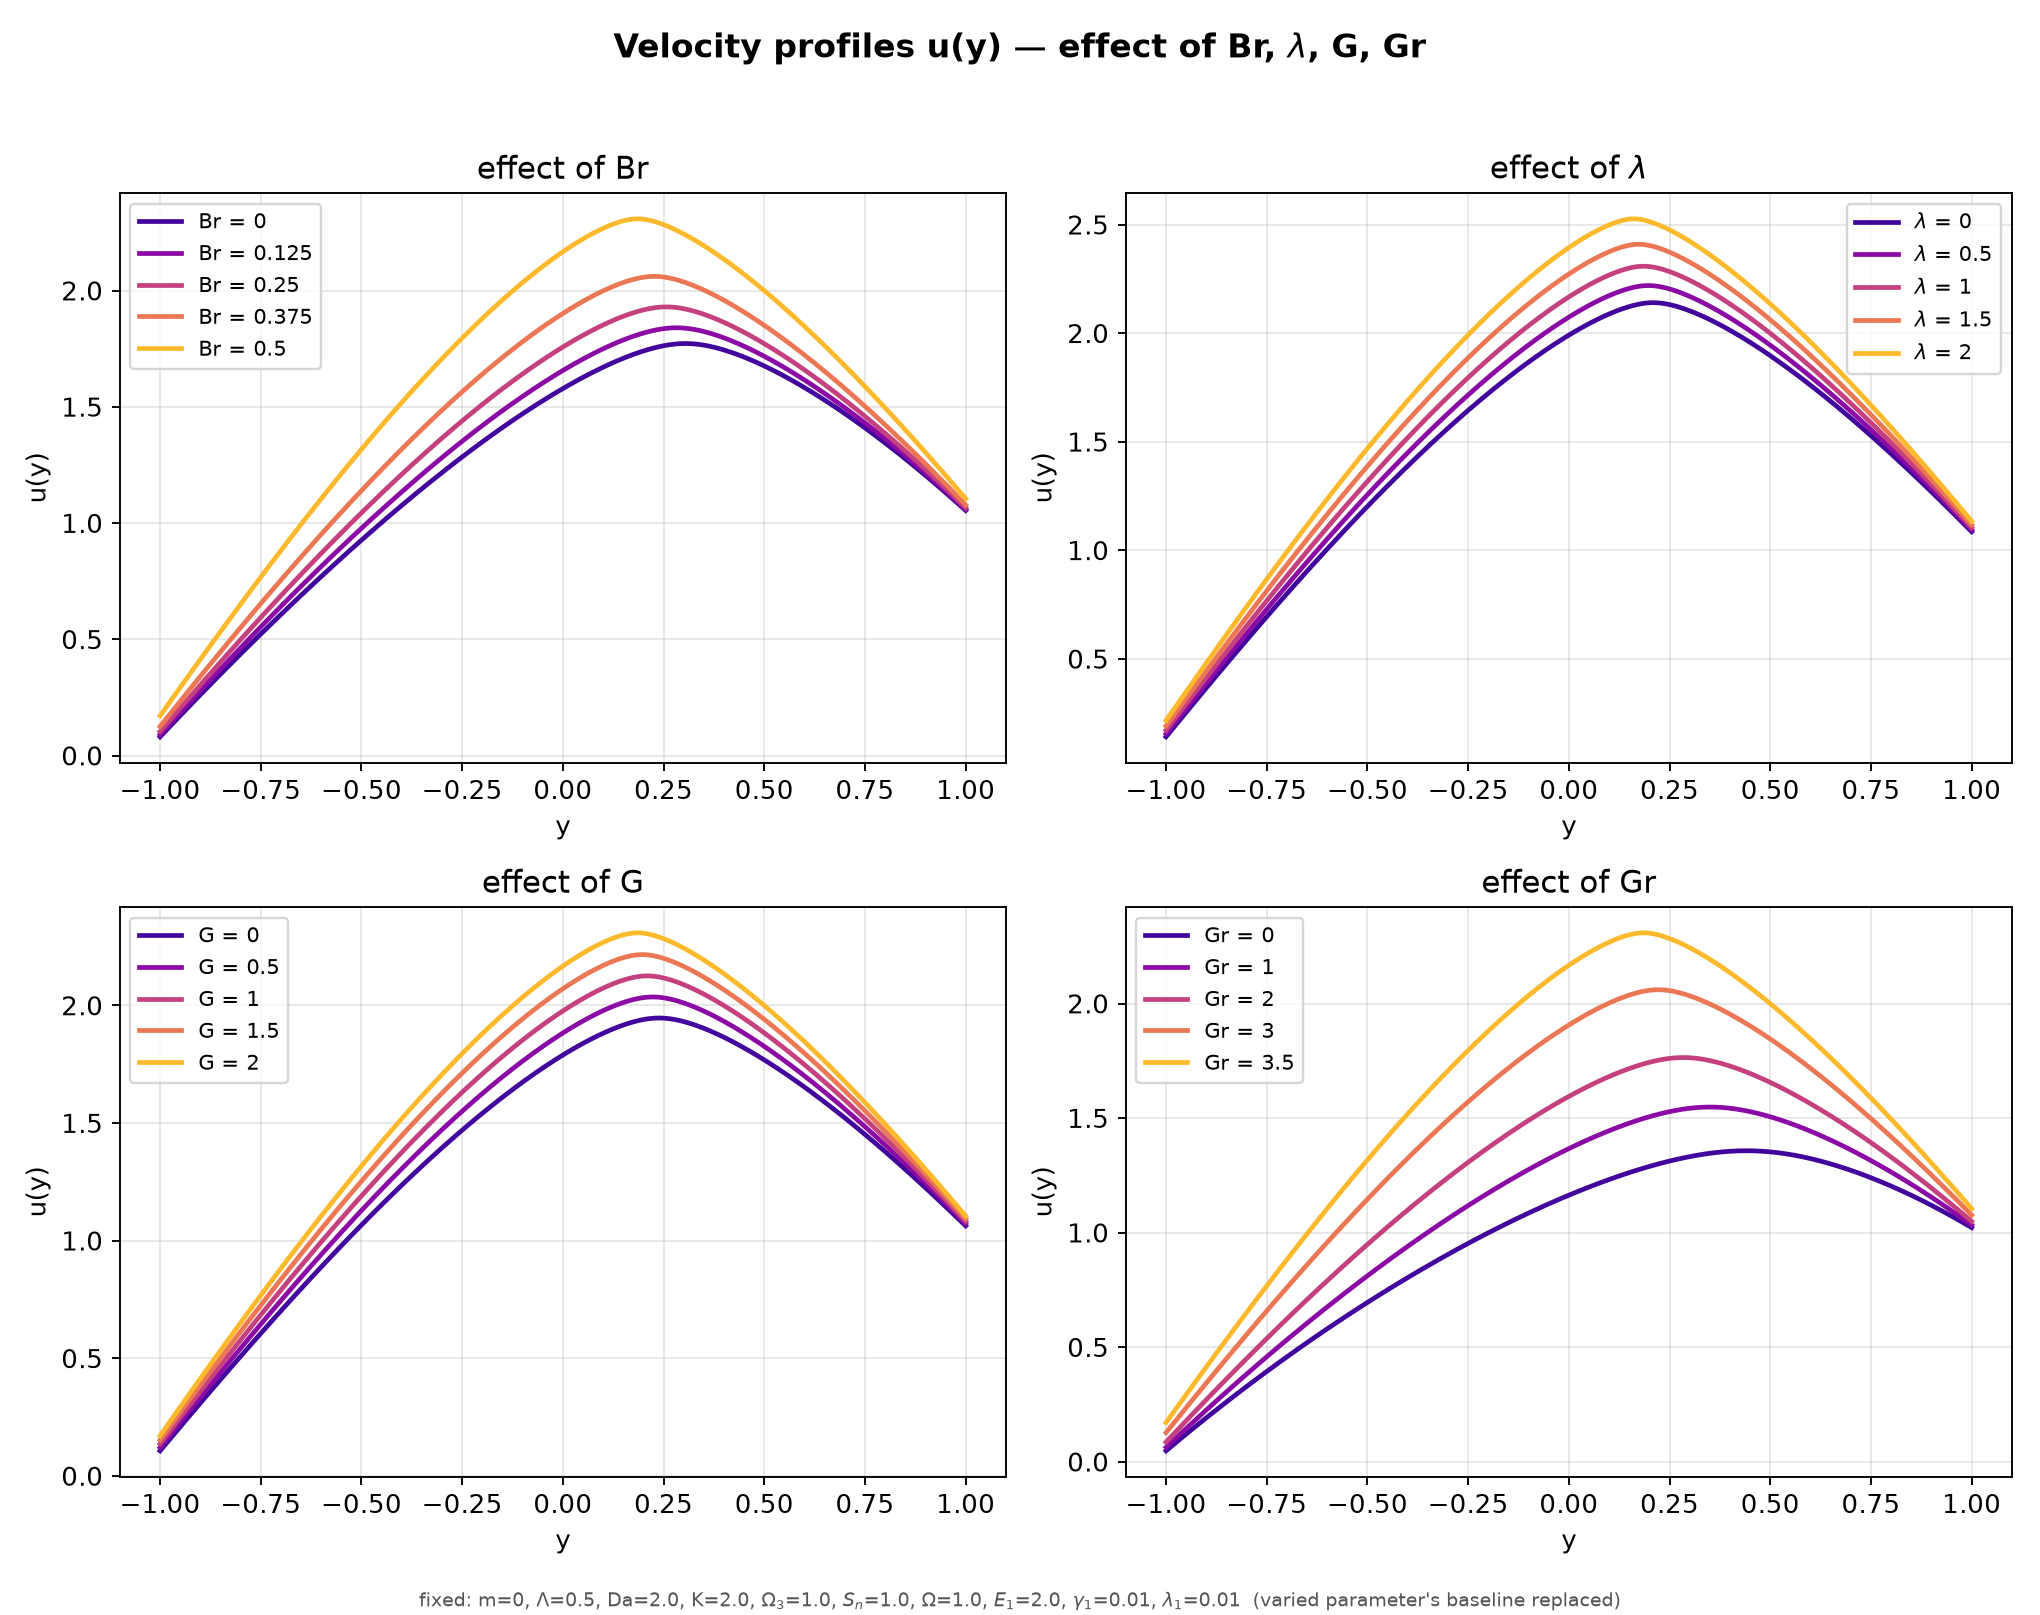 Velocity profiles u(y) — effect of Br, λ, G, Gr
effect of Br
Br = 0
Br = 0.125
Br = 0.25
Br = 0.375
Br = 0.5
u(y)
2.0
1.5
1.0
0.5
0.0
−1.00 −0.75 −0.50 −0.25 0.00 0.25 0.50 0.75 1.00
y
effect of λ
λ = 0
λ = 0.5
λ = 1
λ = 1.5
λ = 2
u(y)
2.5
2.0
1.5
1.0
0.5
−1.00 −0.75 −0.50 −0.25 0.00 0.25 0.50 0.75 1.00
y
effect of G
G = 0
G = 0.5
G = 1
G = 1.5
G = 2
u(y)
2.0
1.5
1.0
0.5
0.0
−1.00 −0.75 −0.50 −0.25 0.00 0.25 0.50 0.75 1.00
y
effect of Gr
Gr = 0
Gr = 1
Gr = 2
Gr = 3
Gr = 3.5
u(y)
2.0
1.5
1.0
0.5
0.0
−1.00 −0.75 −0.50 −0.25 0.00 0.25 0.50 0.75 1.00
y
fixed: m=0, Λ=0.5, Da=2.0, K=2.0, Ω₃=1.0, Sₙ=1.0, Ω=1.0, E₁=2.0, γ₁=0.01, λ₁=0.01 (varied parameter's baseline replaced)